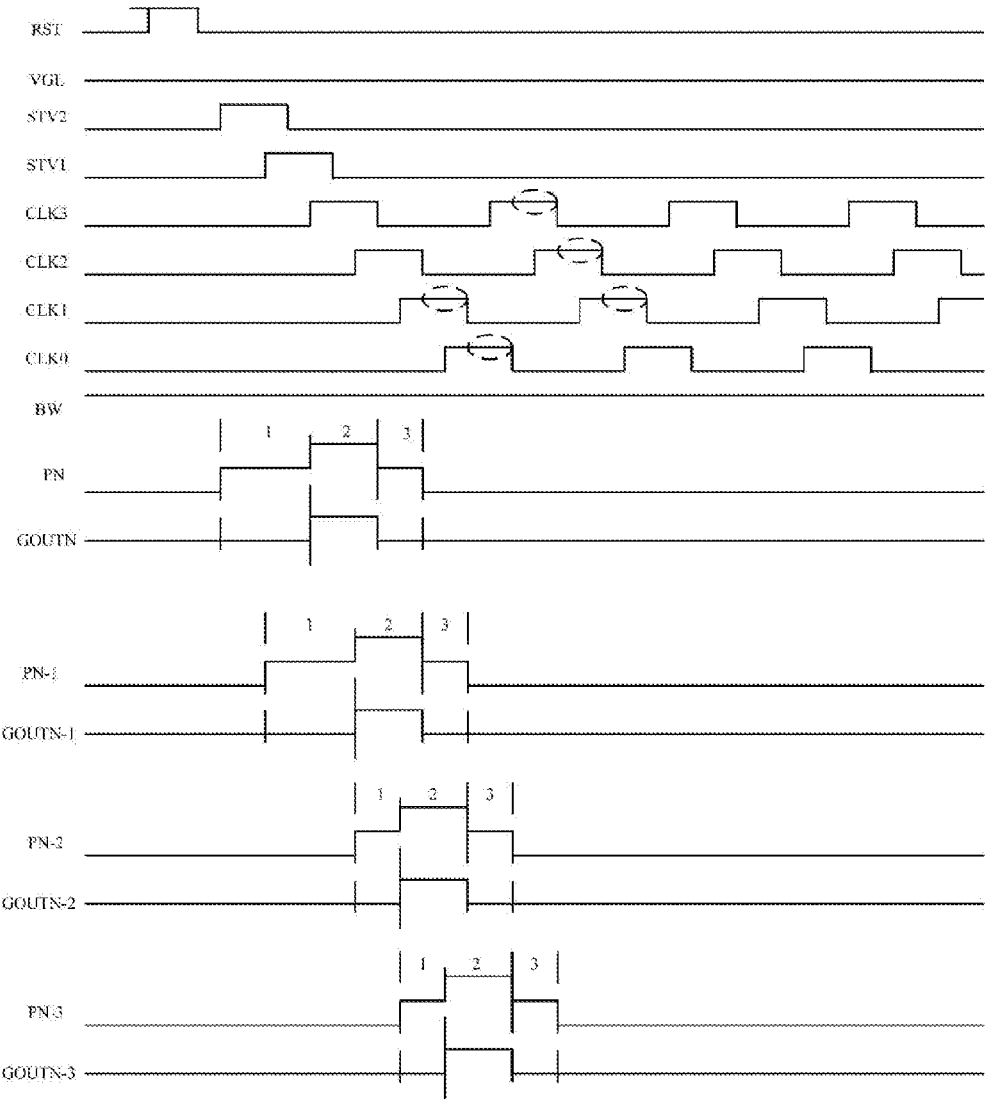 RST
VGL
STV2
STV1
CLK3
CLK2
CLK1
CLK0
BW
1 2 3
PN
GOUTN
1 2 3
PN-1
GOUTN-1
1 2 3
PN-2
GOUTN-2
1 2 3
PN-3
GOUTN-3